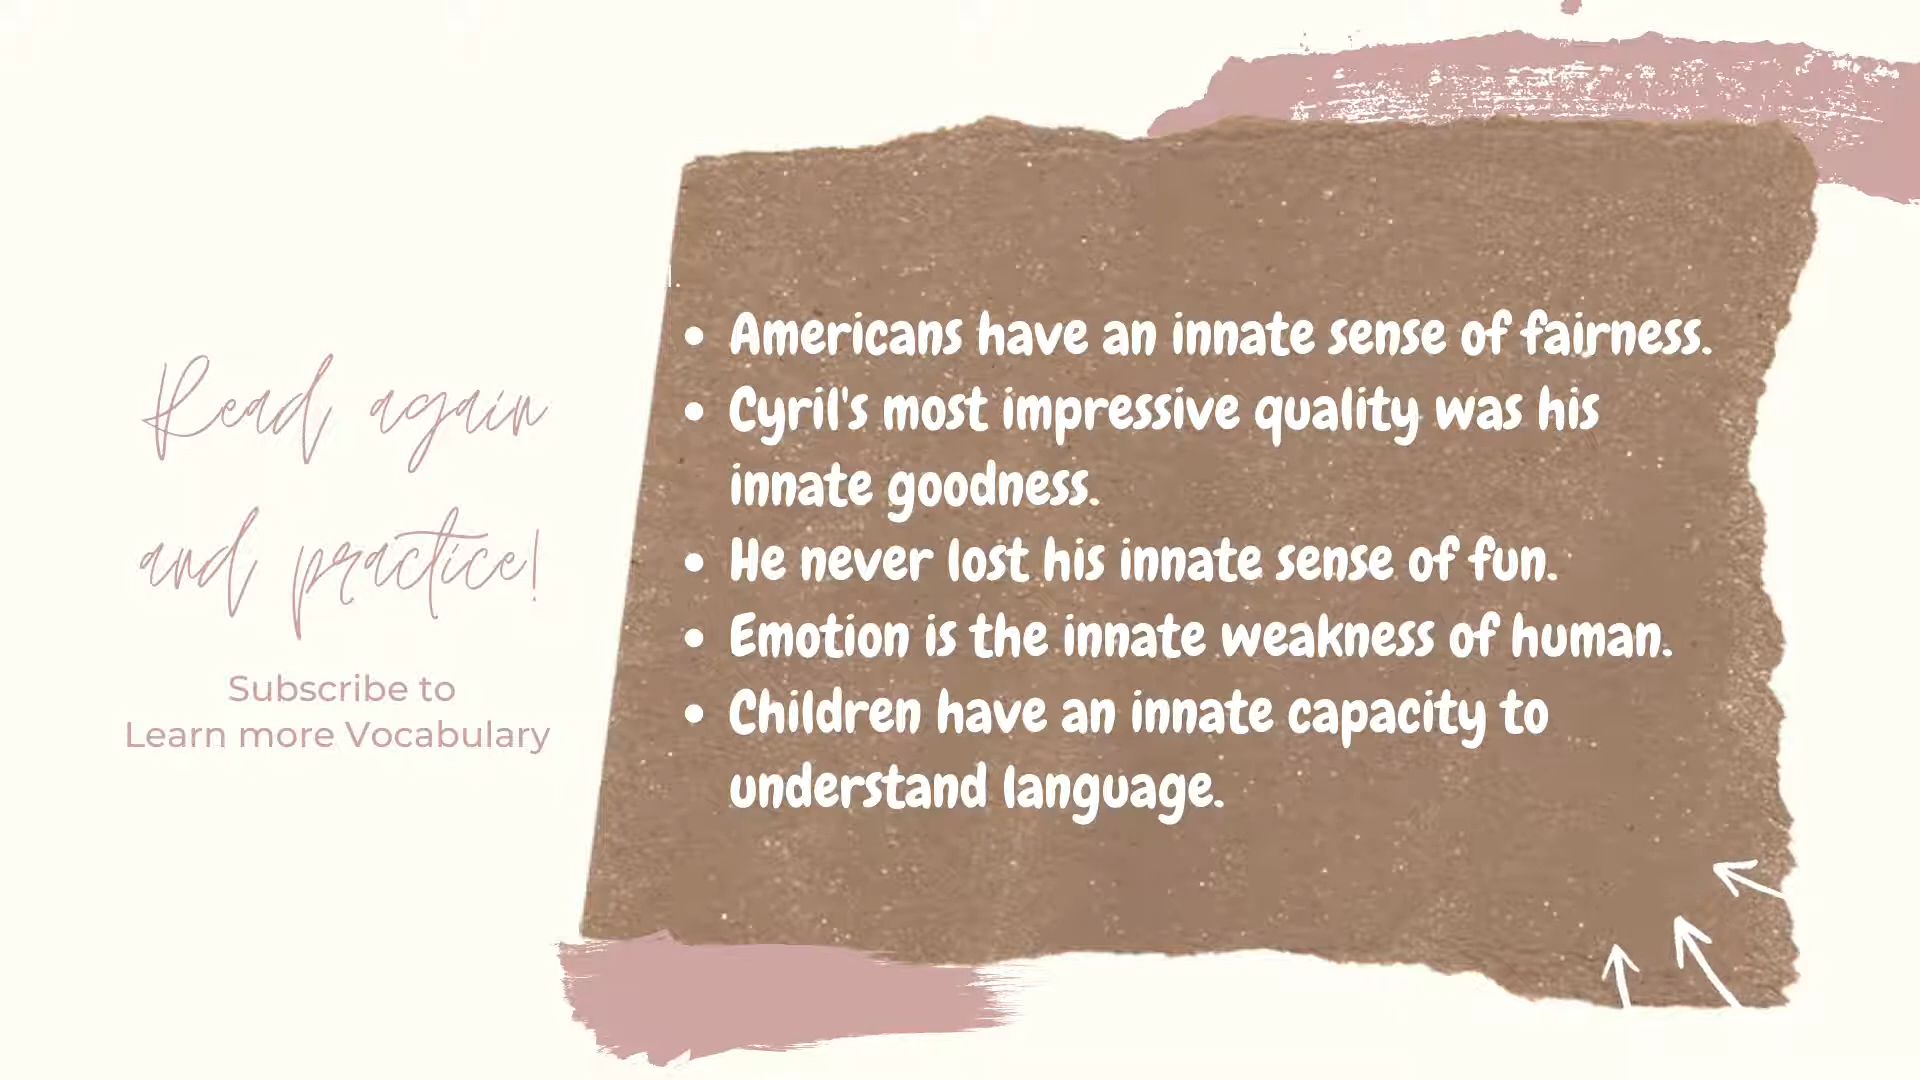 Read again
and practice!
Subscribe to
Learn more Vocabulary
• Americans have an innate sense of fairness.
• Cyril's most impressive quality was his
innate goodness.
• He never lost his innate sense of fun.
• Emotion is the innate weakness of human.
• Children have an innate capacity to
understand language.